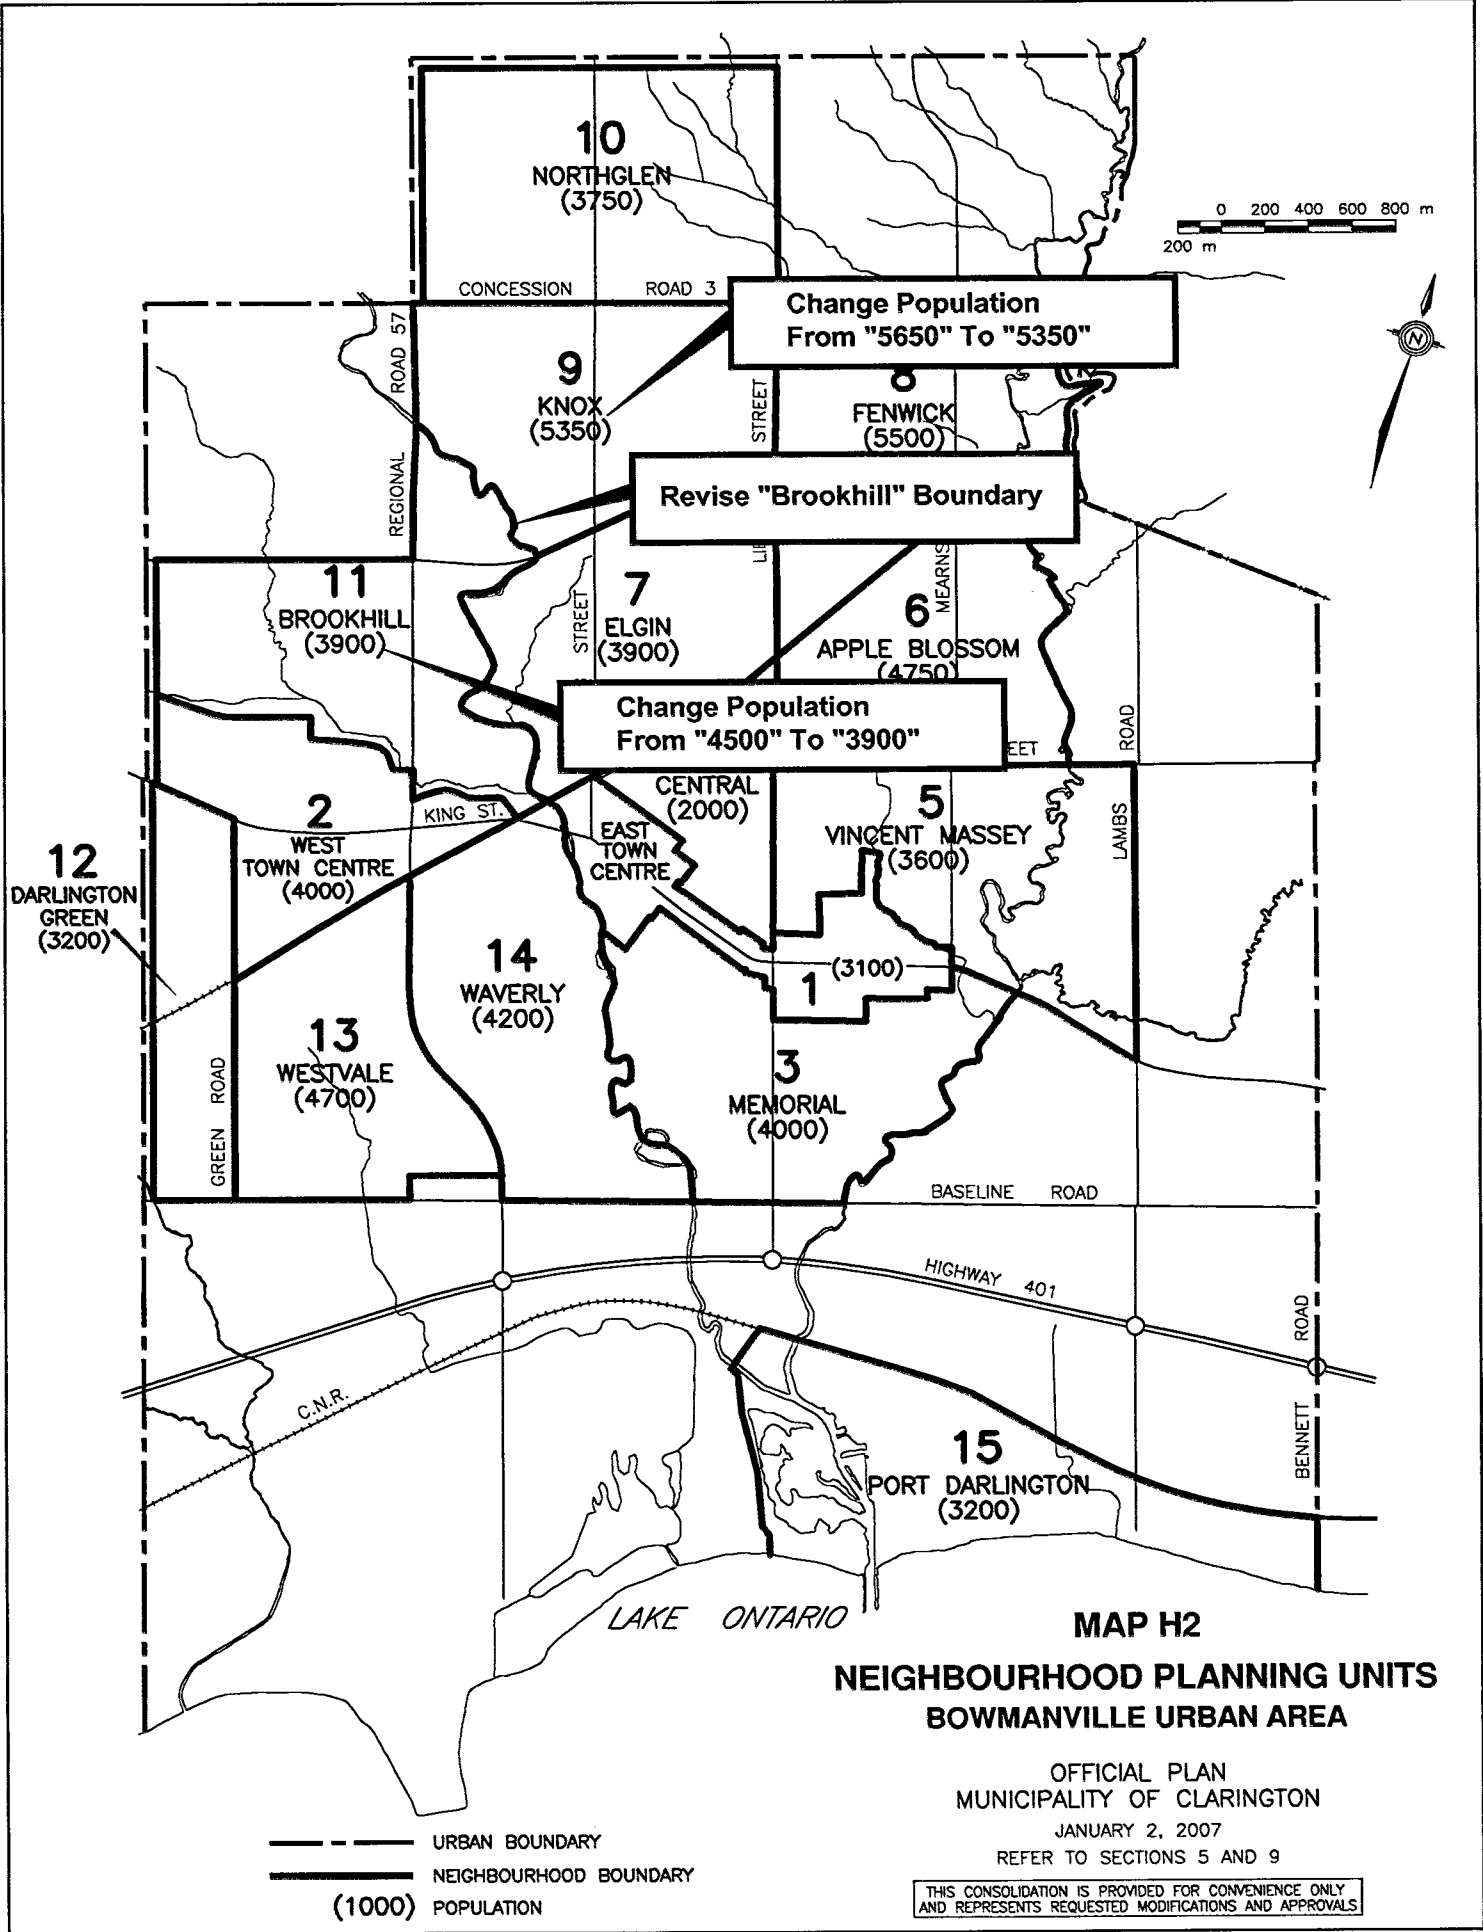 10
NORTHGLEN
(3750)
0 200 400 600 800 m
200 m
CONCESSION ROAD 3
Change Population
From "5650" To "5350"
REGIONAL ROAD 57
9
KNOX
(5350)
STREET
8
FENWICK
(5500)
N
Revise "Brookhill" Boundary
11
BROOKHILL
(3900)
STREET
7
ELGIN
(3900)
LIB
MEARNS
6
APPLE BLOSSOM
(4750)
Change Population
From "4500" To "3900"
EET
ROAD
LAMBS
CENTRAL
(2000)
KING ST.
EAST
TOWN
CENTRE
5
VINCENT MASSEY
(3600)
2
WEST
TOWN CENTRE
(4000)
12
DARLINGTON
GREEN
(3200)
14
WAVERLY
(4200)
1
(3100)
13
WESTVALE
(4700)
GREEN ROAD
3
MEMORIAL
(4000)
BASELINE ROAD
HIGHWAY 401
C.N.R.
BENNETT ROAD
15
PORT DARLINGTON
(3200)
LAKE ONTARIO
MAP H2
NEIGHBOURHOOD PLANNING UNITS
BOWMANVILLE URBAN AREA
OFFICIAL PLAN
MUNICIPALITY OF CLARINGTON
JANUARY 2, 2007
REFER TO SECTIONS 5 AND 9
THIS CONSOLIDATION IS PROVIDED FOR CONVENIENCE ONLY
AND REPRESENTS REQUESTED MODIFICATIONS AND APPROVALS
URBAN BOUNDARY
NEIGHBOURHOOD BOUNDARY
(1000) POPULATION